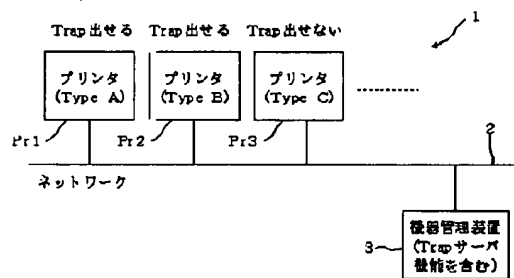 Trap出せる Trap出せる Trap出せない
1
プリンタ プリンタ プリンタ
(Type A) (Type B) (Type C)
Pr1 Pr2 Pr3
2
ネットワーク
機器管理装置
3 (Trapサーバ
機能を含む)